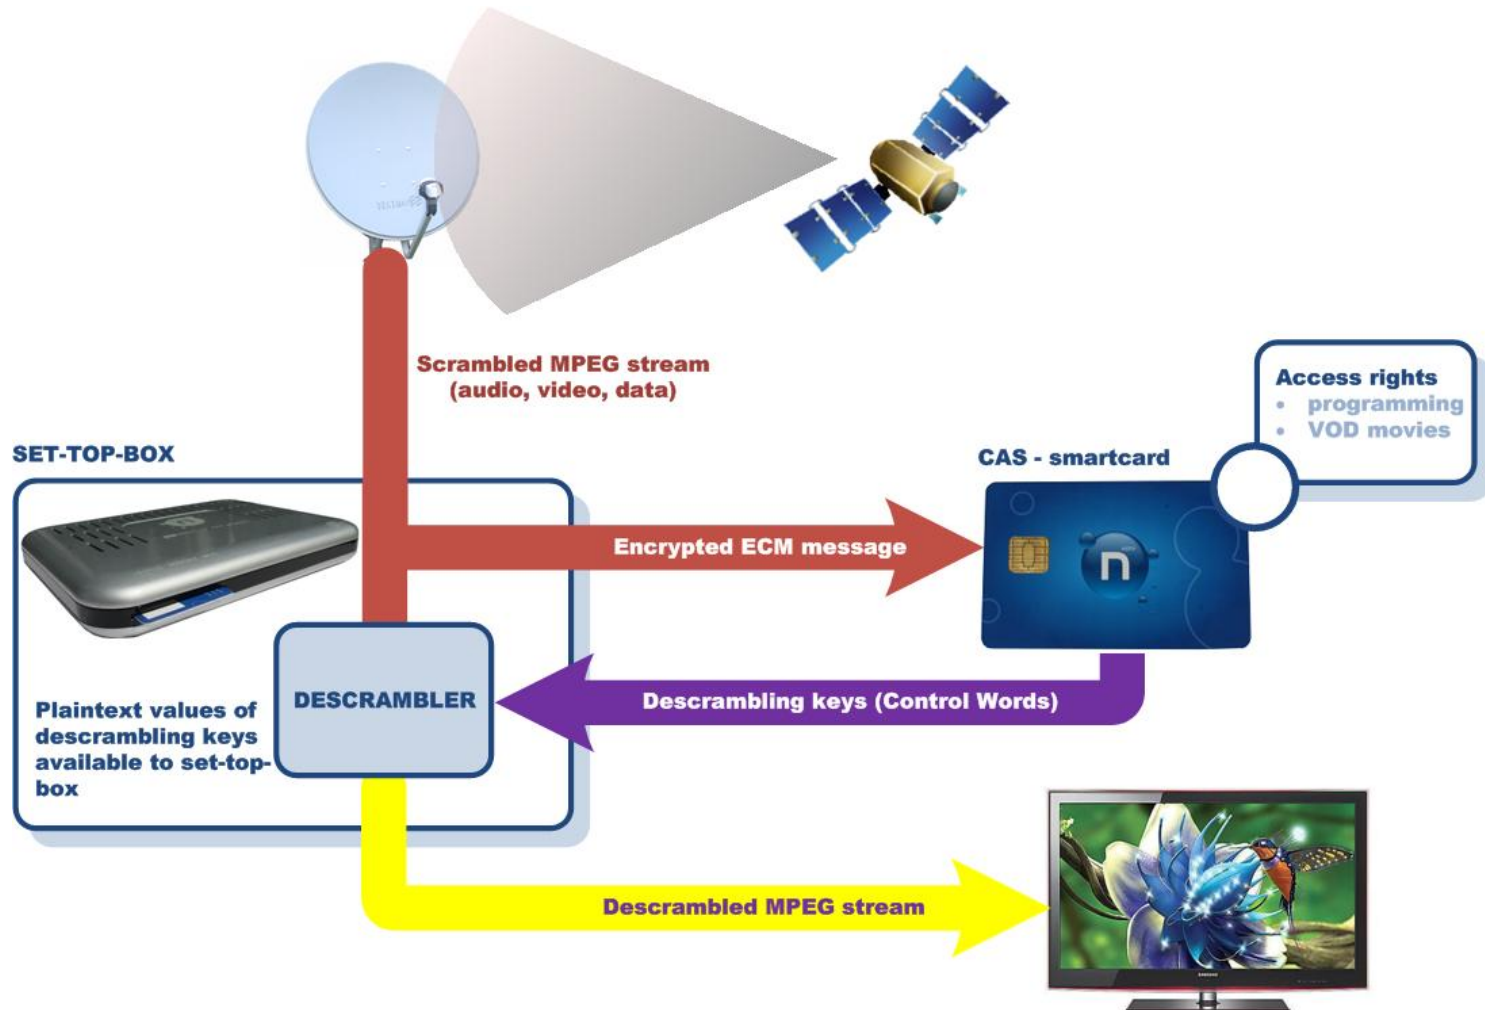 Scrambled MPEG stream
(audio, video, data)
Access rights
• programming
• VOD movies
SET-TOP-BOX
CAS - smartcard
Encrypted ECM message
n
DESCRAMBLER
Descrambling keys (Control Words)
Plaintext values of
descrambling keys
available to set-top-
box
Descrambled MPEG stream
SAMSUNG